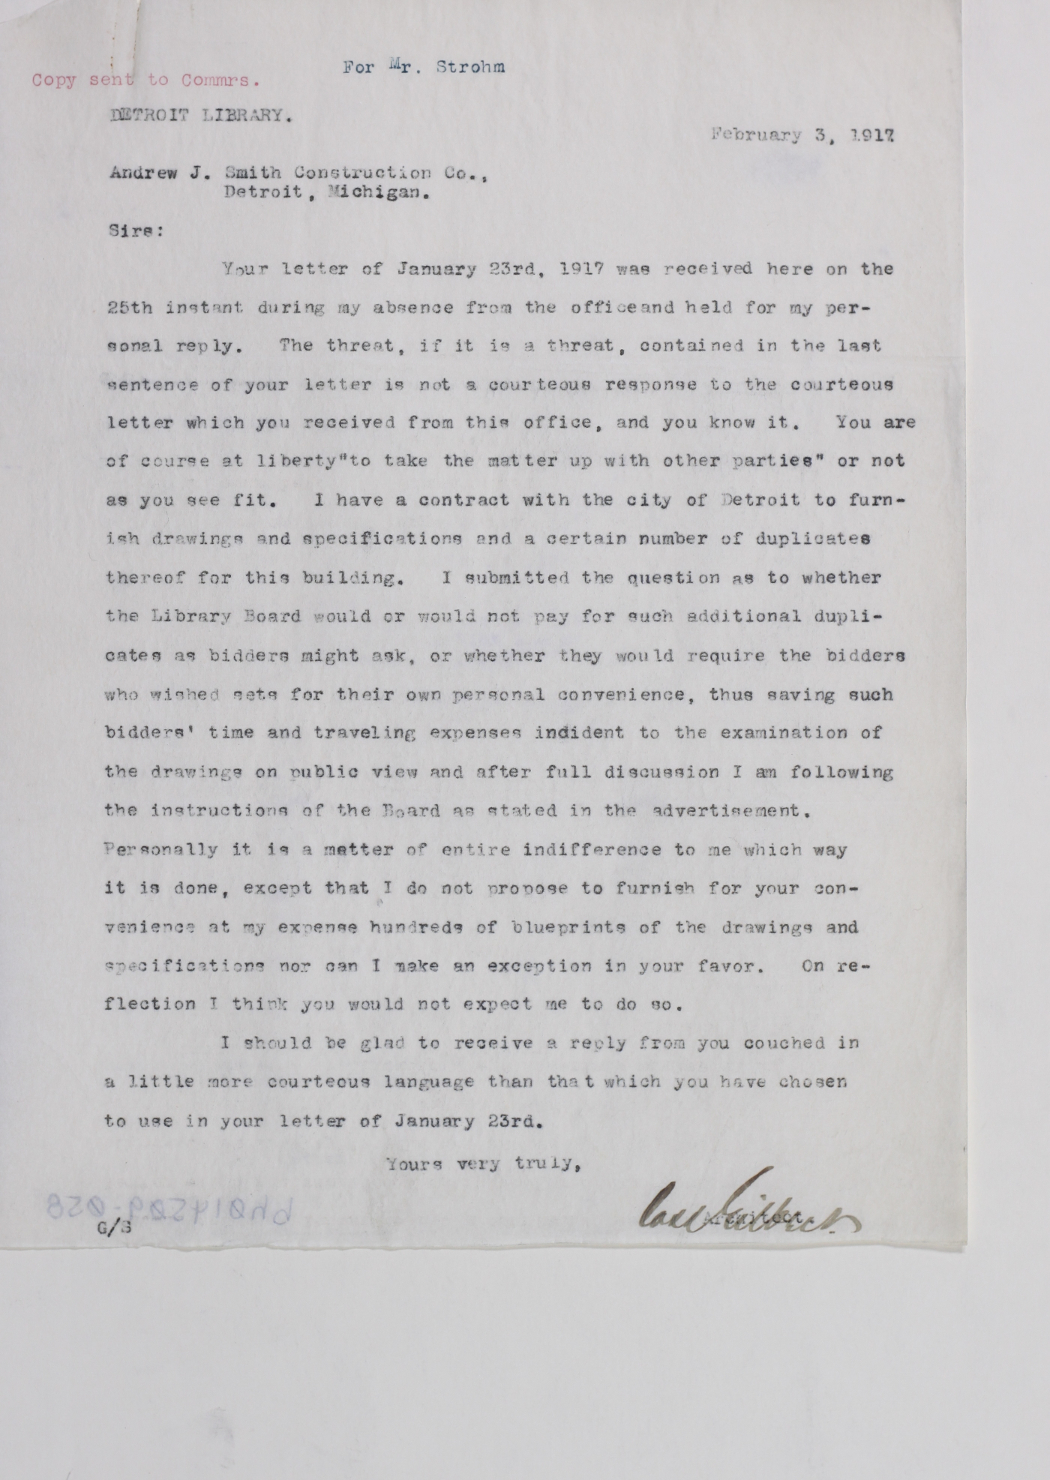 For Mr. Strohm
Copy sent to Commrs.
DETROIT LIBRARY.
February 3, 1917
Andrew J. Smith Construction Co.,
Detroit, Michigan.
Sirs:
Your letter of January 23rd, 1917 was received here on the
25th instant during my absence from the officeand held for my per-
sonal reply. The threat, if it is a threat, contained in the last
sentence of your letter is not a courteous response to the courteous
letter which you received from this office, and you know it. You are
of course at liberty"to take the matter up with other parties" or not
as you see fit. I have a contract with the city of Detroit to furn-
ish drawings and specifications and a certain number of duplicates
thereof for this building. I submitted the question as to whether
the Library Board would or would not pay for such additional dupli-
cates as bidders might ask, or whether they would require the bidders
who wished sets for their own personal convenience, thus saving such
bidders' time and traveling expenses indident to the examination of
the drawings on public view and after full discussion I am following
the instructions of the Board as stated in the advertisement.
Personally it is a matter of entire indifference to me which way
it is done, except that I do not propose to furnish for your con-
venience at my expense hundreds of blueprints of the drawings and
specifications nor can I make an exception in your favor. On re-
flection I think you would not expect me to do so.
I should be glad to receive a reply from you couched in
a little more courteous language than that which you have chosen
to use in your letter of January 23rd.
Yours very truly,
Cass Gilbert
Architect
bh014509-058
G/S